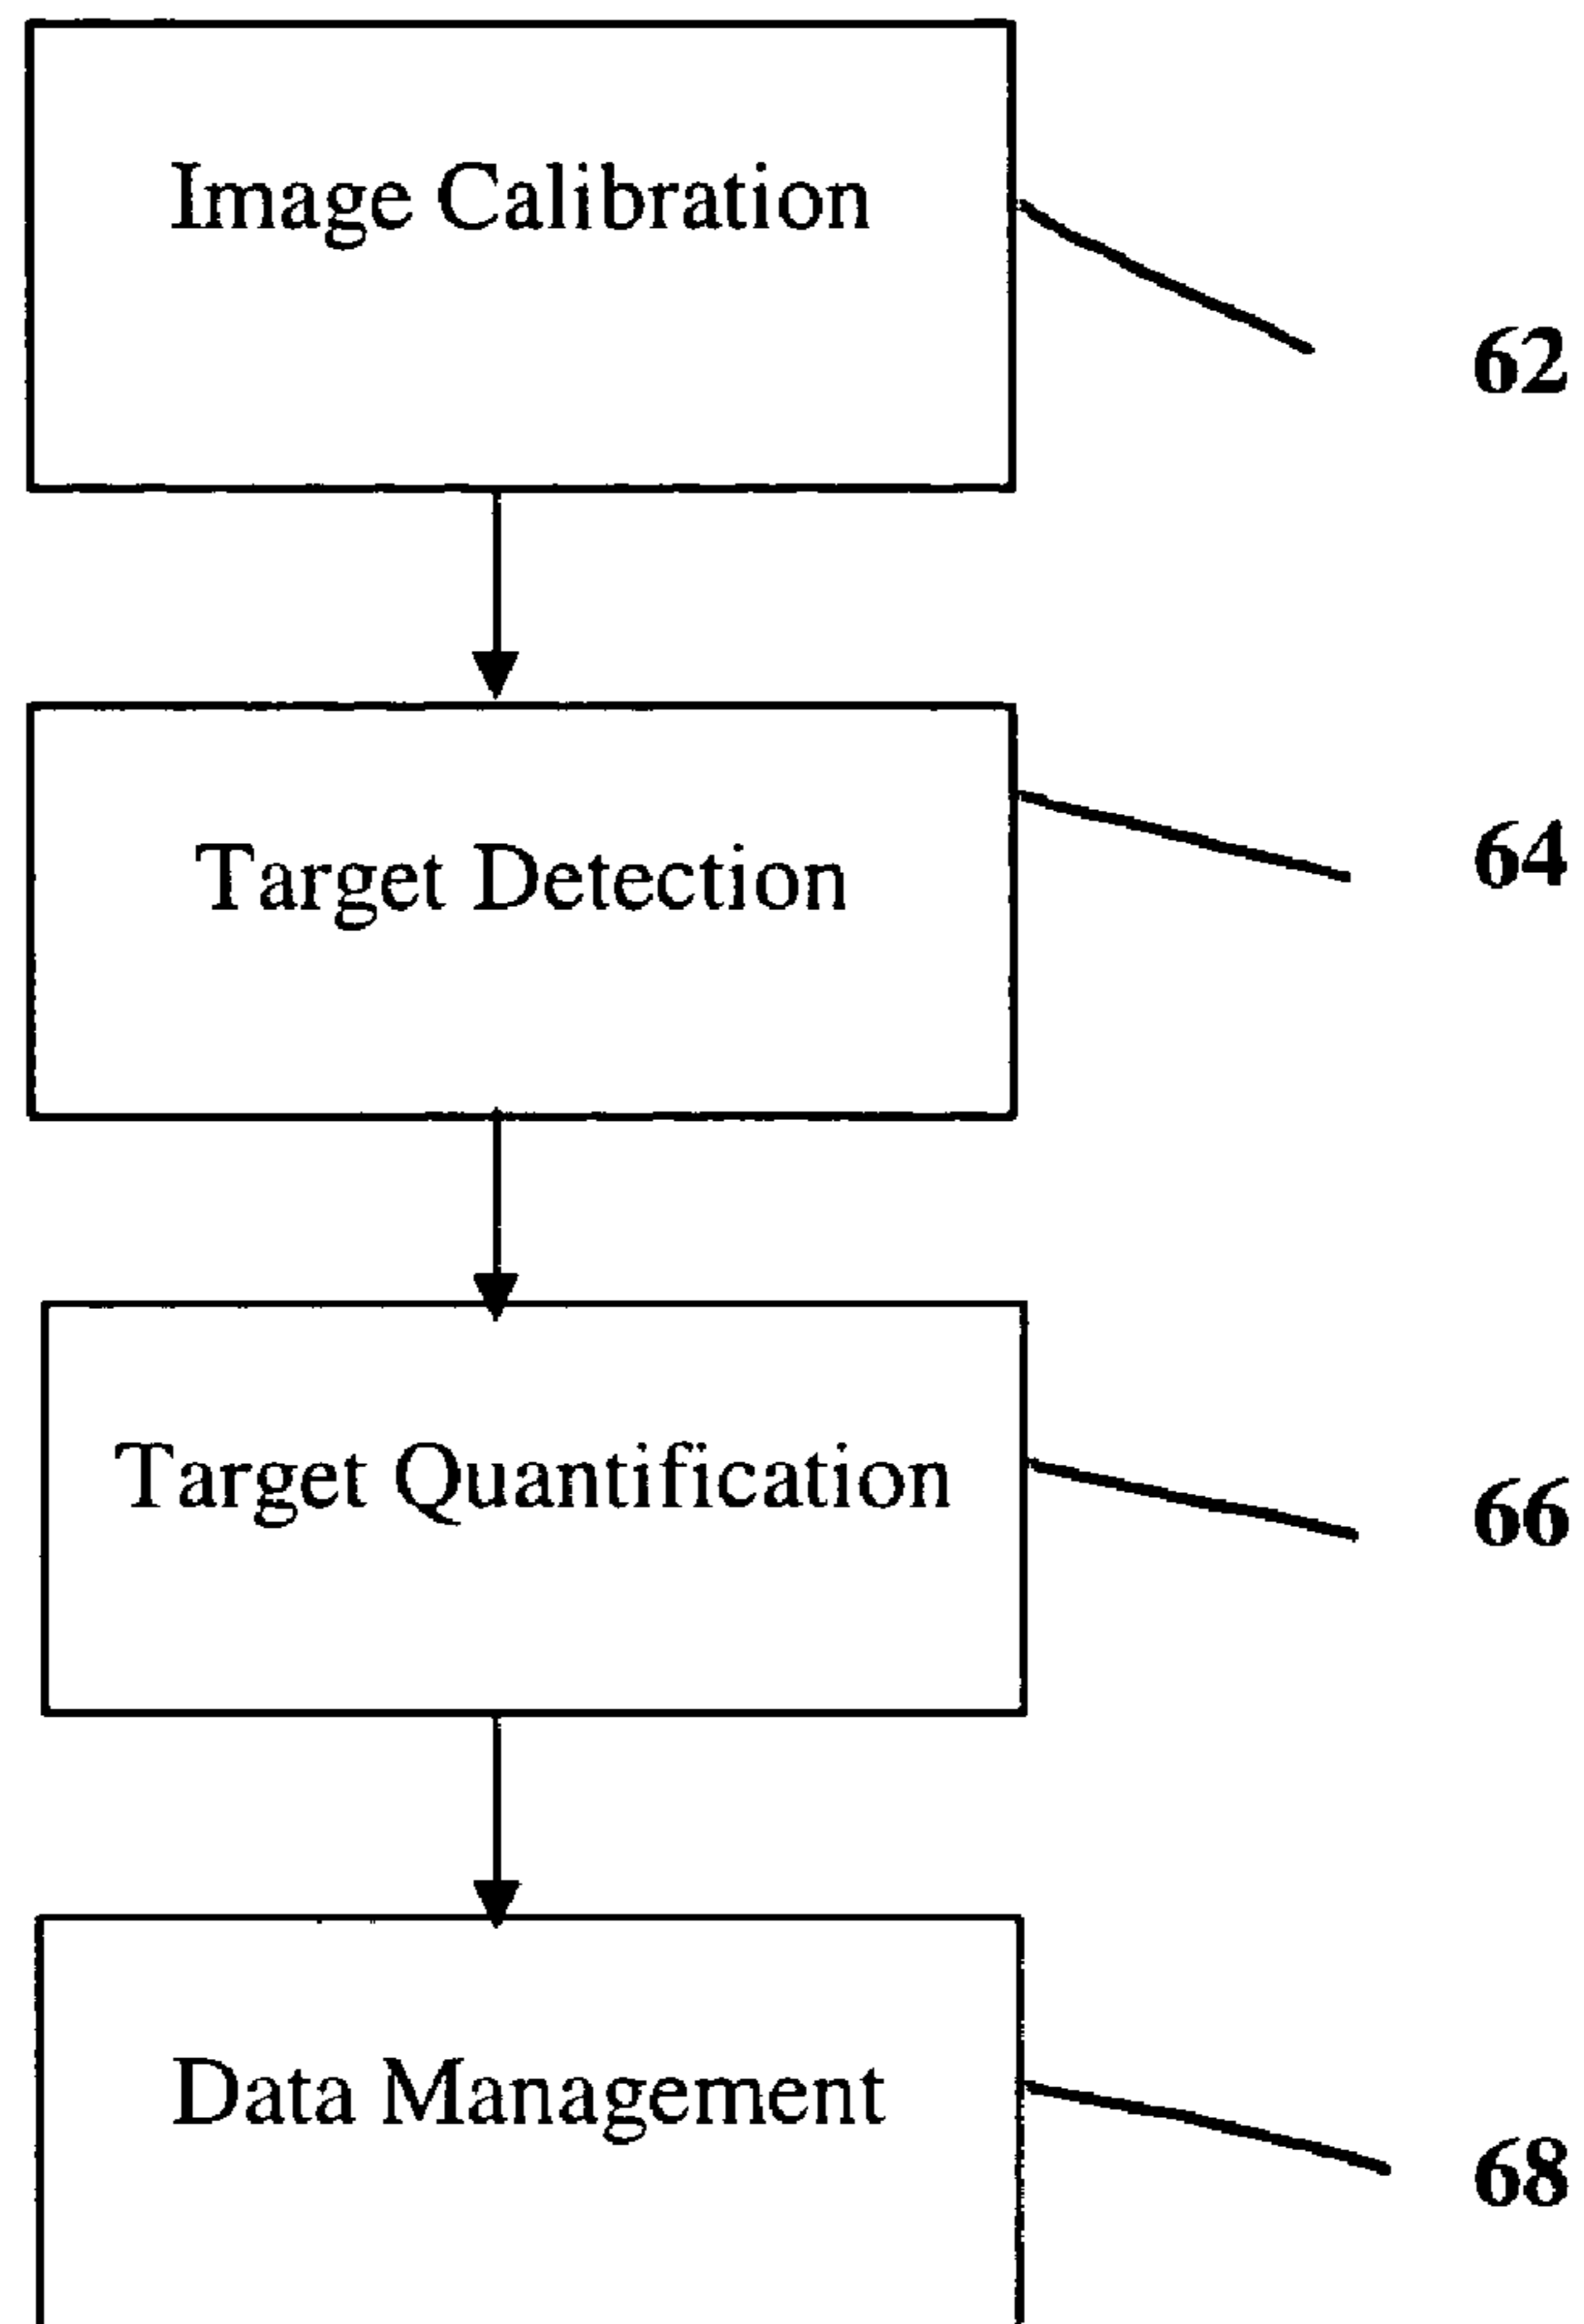 Image Calibration
62
Target Detection
64
Target Quantification
66
Data Management
68